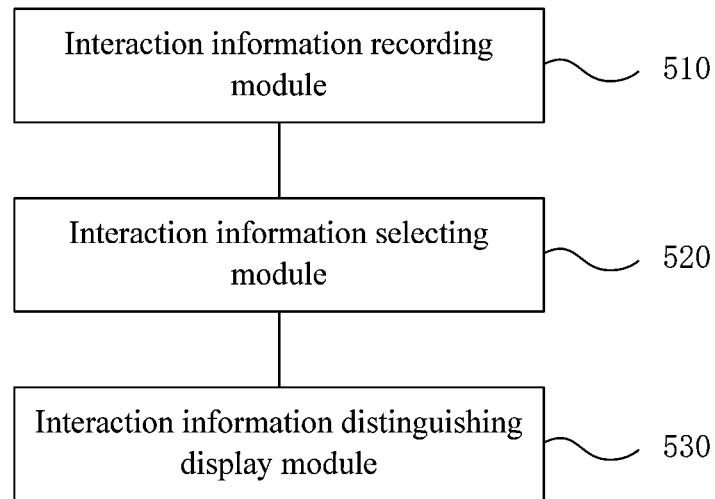 Interaction information recording
module
510
Interaction information selecting
module
520
Interaction information distinguishing
display module
530